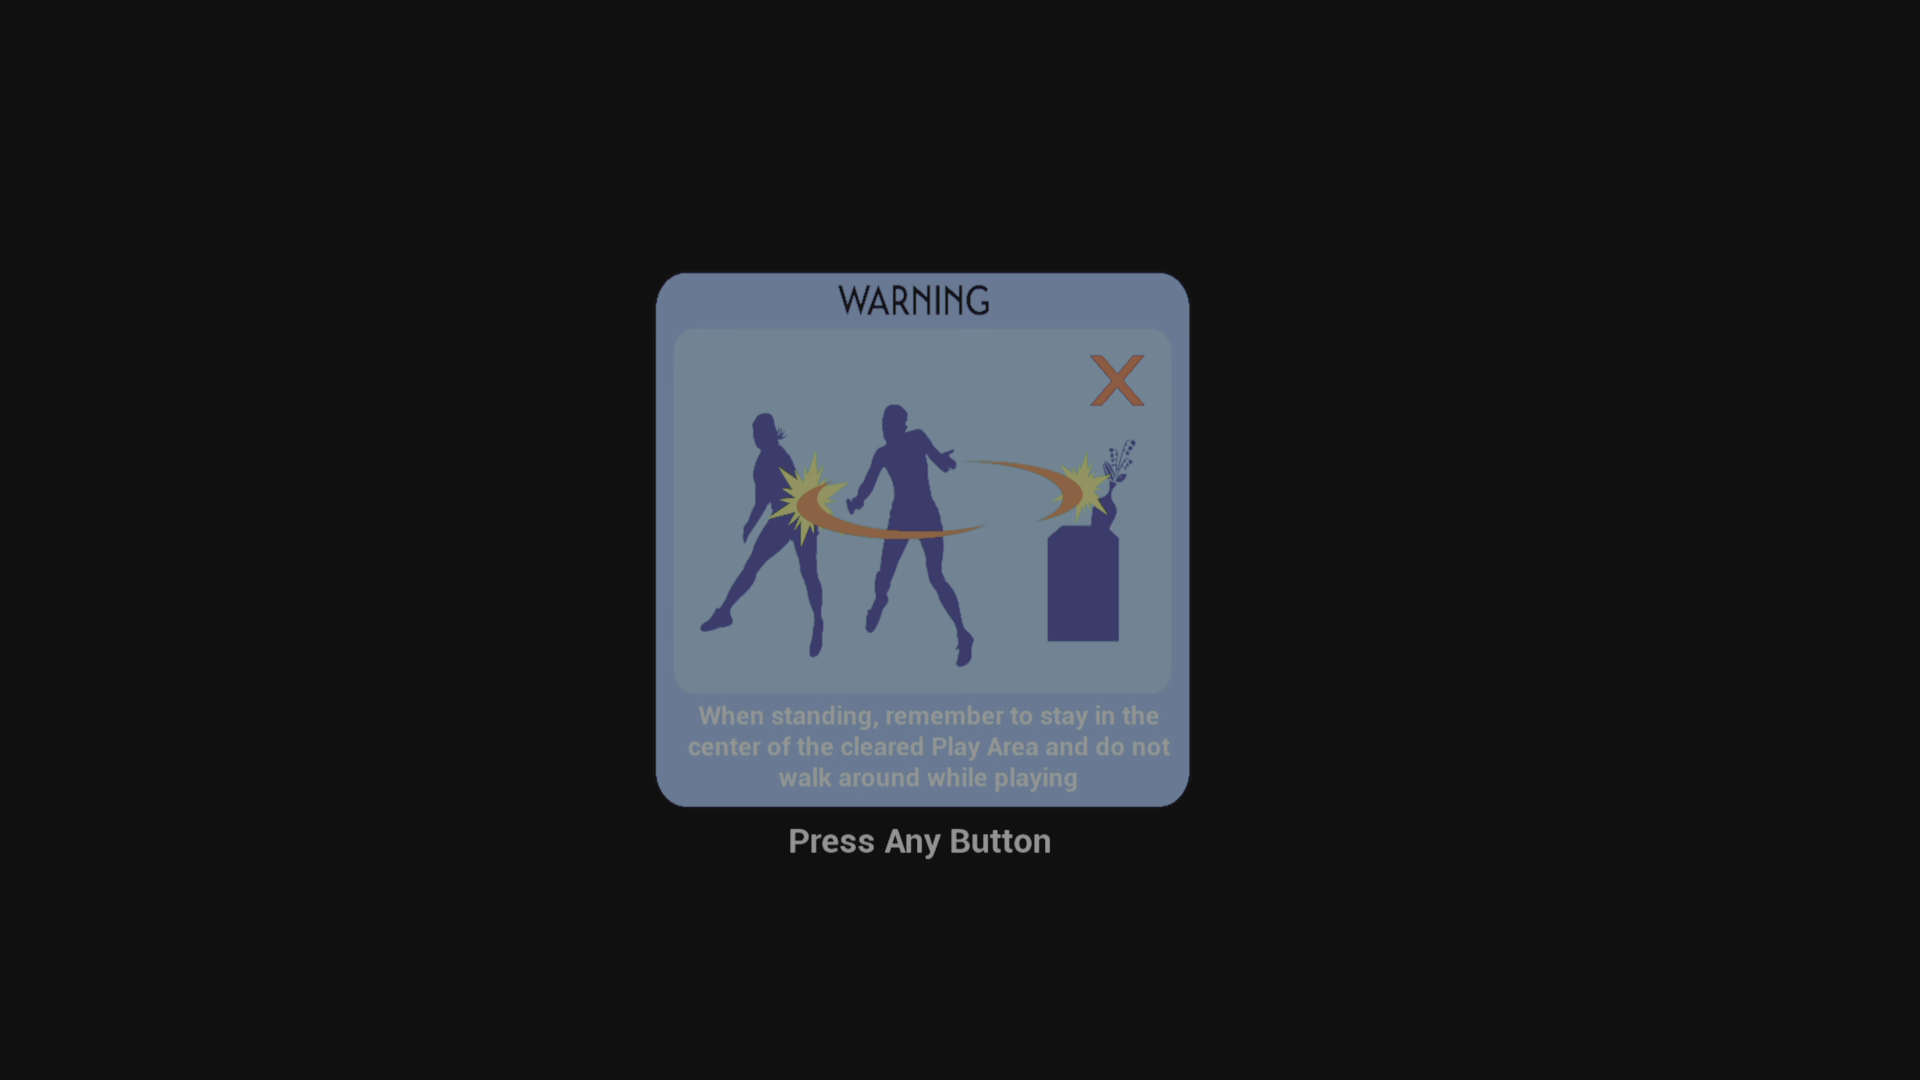 WARNING
When standing, remember to stay in the
center of the cleared Play Area and do not
walk around while playing
Press Any Button